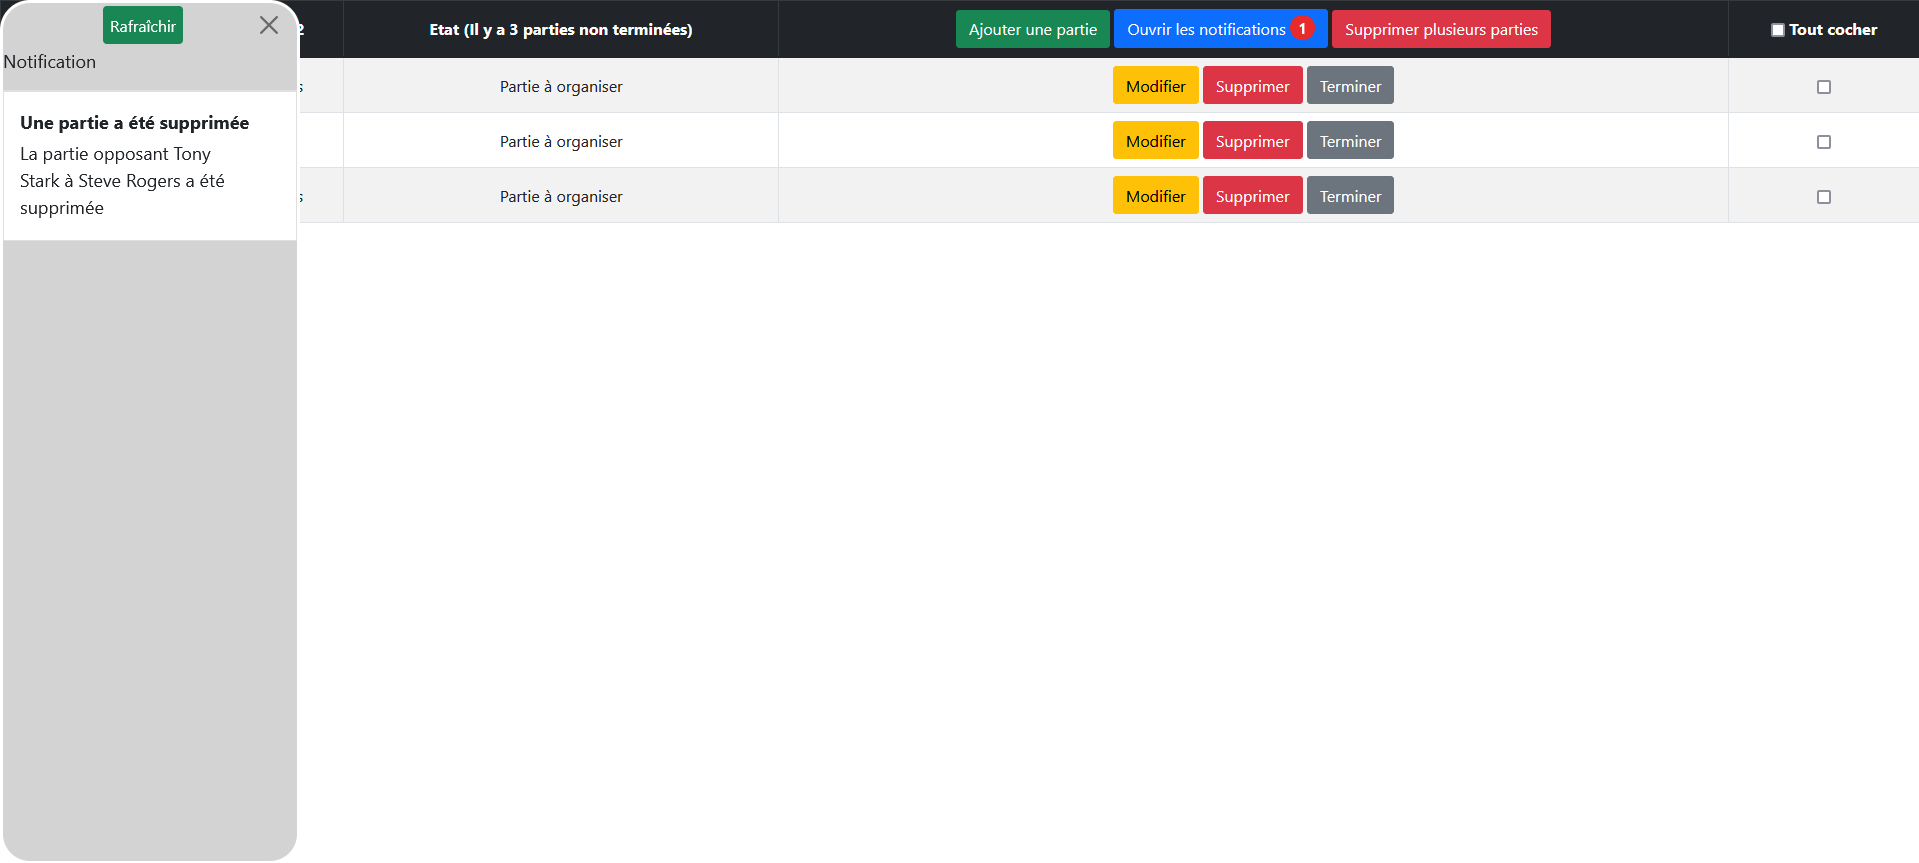 Rafraîchir
Notification
Une partie a été supprimée
La partie opposant Tony
Stark à Steve Rogers a été
supprimée
2 Etat (Il y a 3 parties non terminées) Ajouter une partie Ouvrir les notifications 1 Supprimer plusieurs parties Tout cocher
s Partie à organiser Modifier Supprimer Terminer
Partie à organiser Modifier Supprimer Terminer
s Partie à organiser Modifier Supprimer Terminer